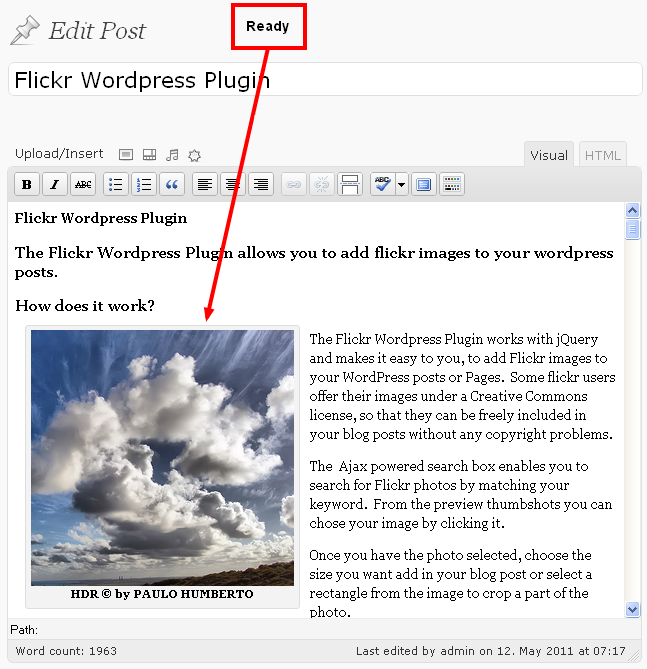 Edit Post
Ready
Flickr Wordpress Plugin
Upload/Insert
Visual
HTML
B I ABC
ABC
Flickr Wordpress Plugin
The Flickr Wordpress Plugin allows you to add flickr images to your wordpress
posts.
How does it work?
The Flickr Wordpress Plugin works with jQuery
and makes it easy to you, to add Flickr images to
your WordPress posts or Pages. Some flickr users
offer their images under a Creative Commons
license, so that they can be freely included in
your blog posts without any copyright problems.
The Ajax powered search box enables you to
search for Flickr photos by matching your
keyword. From the preview thumbshots you can
chose your image by clicking it.
Once you have the photo selected, choose the
size you want add in your blog post or select a
rectangle from the image to crop a part of the
photo.
HDR © by PAULO HUMBERTO
Path:
Word count: 1963
Last edited by admin on 12. May 2011 at 07:17